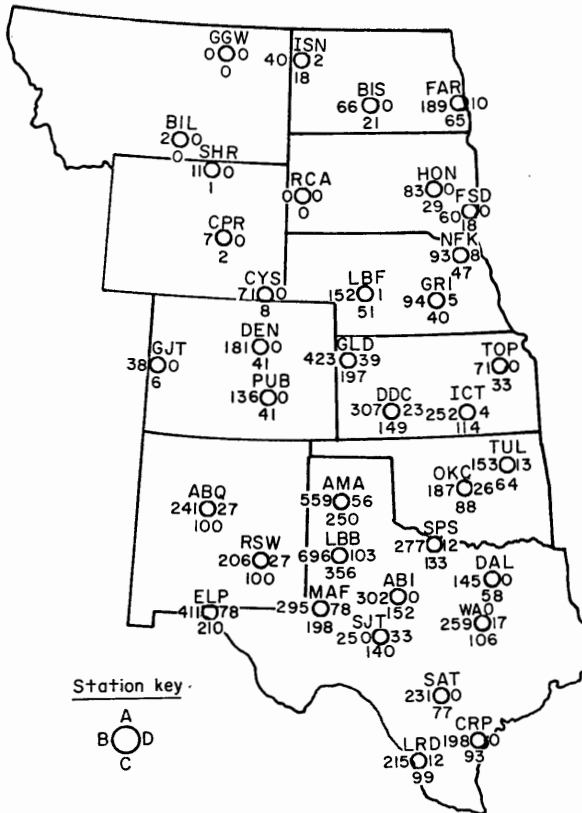 GGW
0 0
0
ISN
40 2
18
BIS
66 0
21
FAR
189 10
65
BIL
2 0
0
SHR
11 0
1
RCA
0 0
0
HON
83 0
29
FSD
60 0
18
CPR
7 0
2
NFK
93 8
47
CYS
71 0
8
LBF
152 1
51
GRI
94 5
40
DEN
181 0
41
GJT
38 0
6
GLD
423 39
197
TOP
71 0
33
PUB
136 0
41
DDC
307 23
149
ICT
252 4
114
TUL
153 13
64
OKC
187 26
88
AMA
559 56
250
ABQ
241 27
100
SPS
277 12
133
LBB
696 103
356
RSW
206 27
100
DAL
145 0
58
ABI
302 0
152
MAF
295 78
198
ELP
411 78
210
WAO
259 17
106
SJT
250 33
140
SAT
231 0
77
Station key
A
B D
C
CRP
198 0
93
LRD
215 12
99